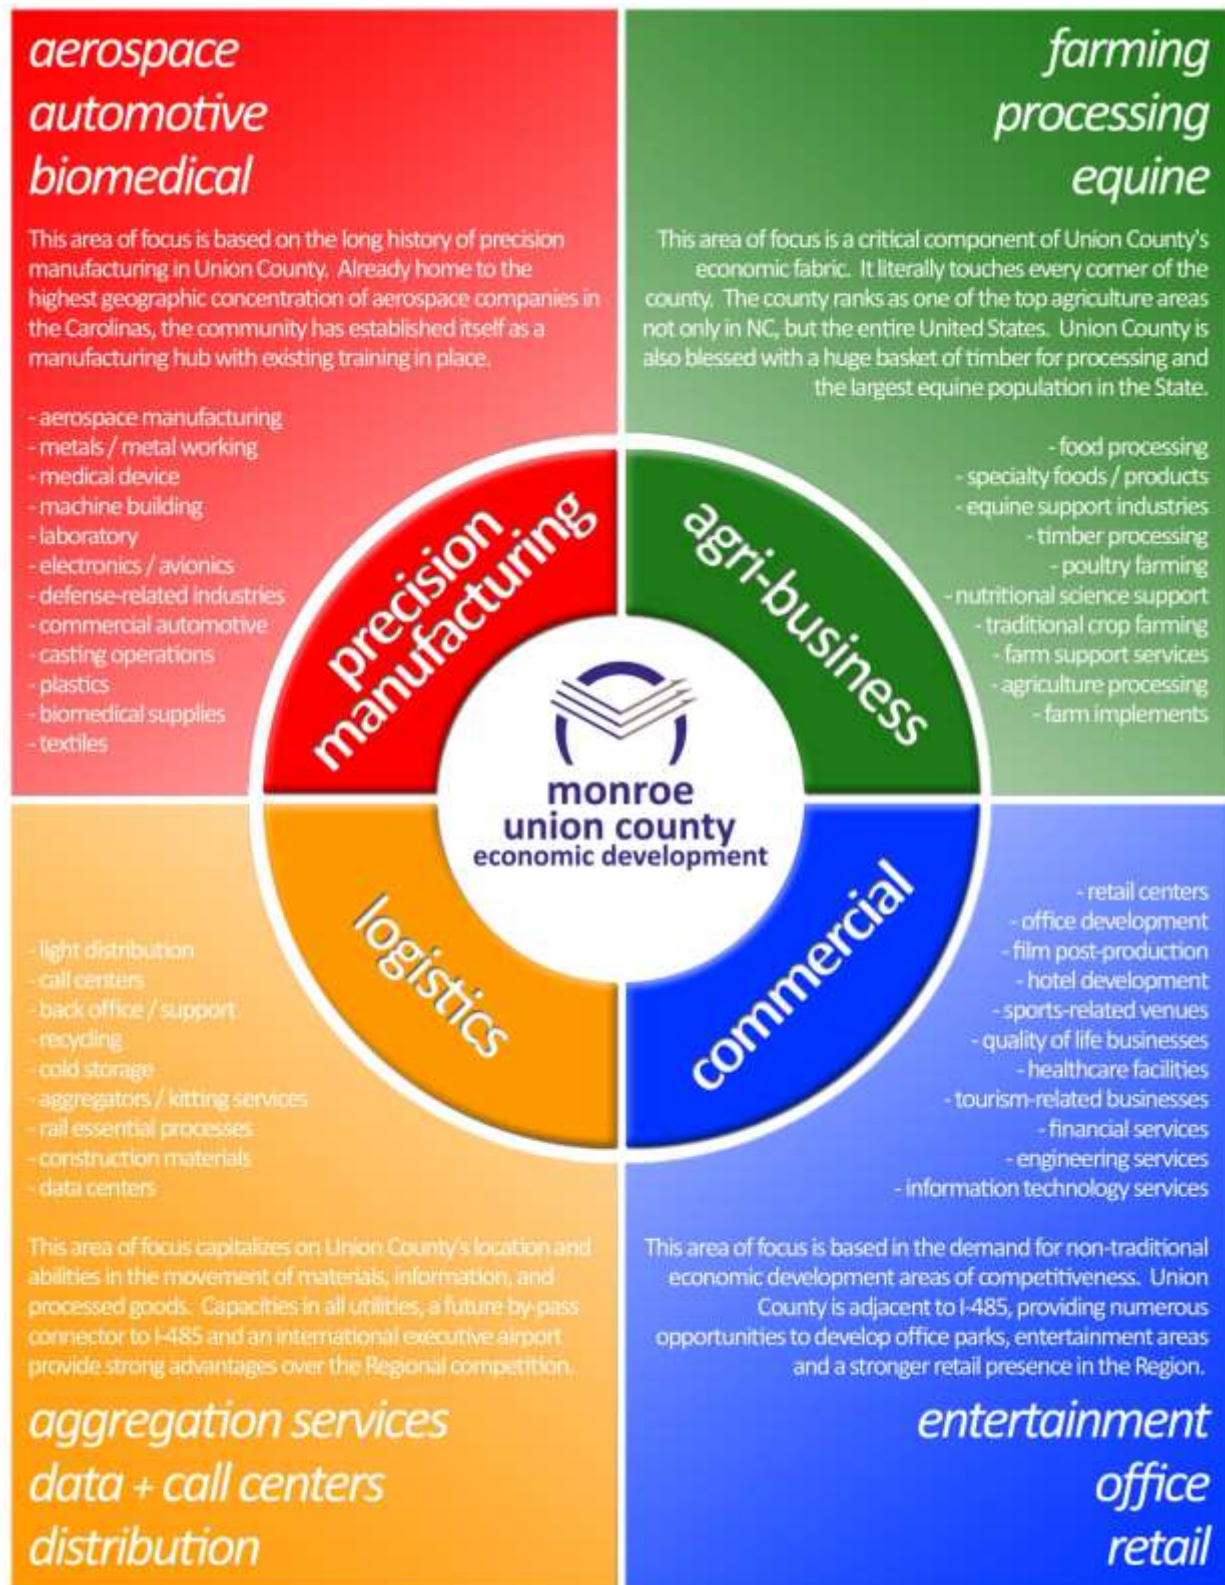 aerospace
automotive
biomedical
This area of focus is based on the long history of precision
manufacturing in Union County.  Already home to the
highest geographic concentration of aerospace companies in
the Carolinas, the community has established itself as a
manufacturing hub with existing training in place.
- aerospace manufacturing
- metals / metal working
- medical device
- machine building
- laboratory
- electronics / avionics
- defense-related industries
- commercial automotive
- casting operations
- plastics
- biomedical supplies
- textiles
precision
manufacturing
farming
processing
equine
This area of focus is a critical component of Union County's
economic fabric.  It literally touches every corner of the
county.  The county ranks as one of the top agriculture areas
not only in NC, but the entire United States.  Union County is
also blessed with a huge basket of timber for processing and
the largest equine population in the State.
- food processing
- specialty foods / products
- equine support industries
- timber processing
- poultry farming
- nutritional science support
- traditional crop farming
- farm support services
- agriculture processing
- farm implements
agri-business
monroe
union county
economic development
logistics
- light distribution
- call centers
- back office / support
- recycling
- cold storage
- aggregators / kitting services
- rail essential processes
- construction materials
- data centers
This area of focus capitalizes on Union County's location and
abilities in the movement of materials, information, and
processed goods.  Capacities in all utilities, a future by-pass
connector to I-485 and an international executive airport
provide strong advantages over the Regional competition.
aggregation services
data + call centers
distribution
commercial
- retail centers
- office development
- film post-production
- hotel development
- sports-related venues
- quality of life businesses
- healthcare facilities
- tourism-related businesses
- financial services
- engineering services
- information technology services
This area of focus is based in the demand for non-traditional
economic development areas of competitiveness.  Union
County is adjacent to I-485, providing numerous
opportunities to develop office parks, entertainment areas
and a stronger retail presence in the Region.
entertainment
office
retail